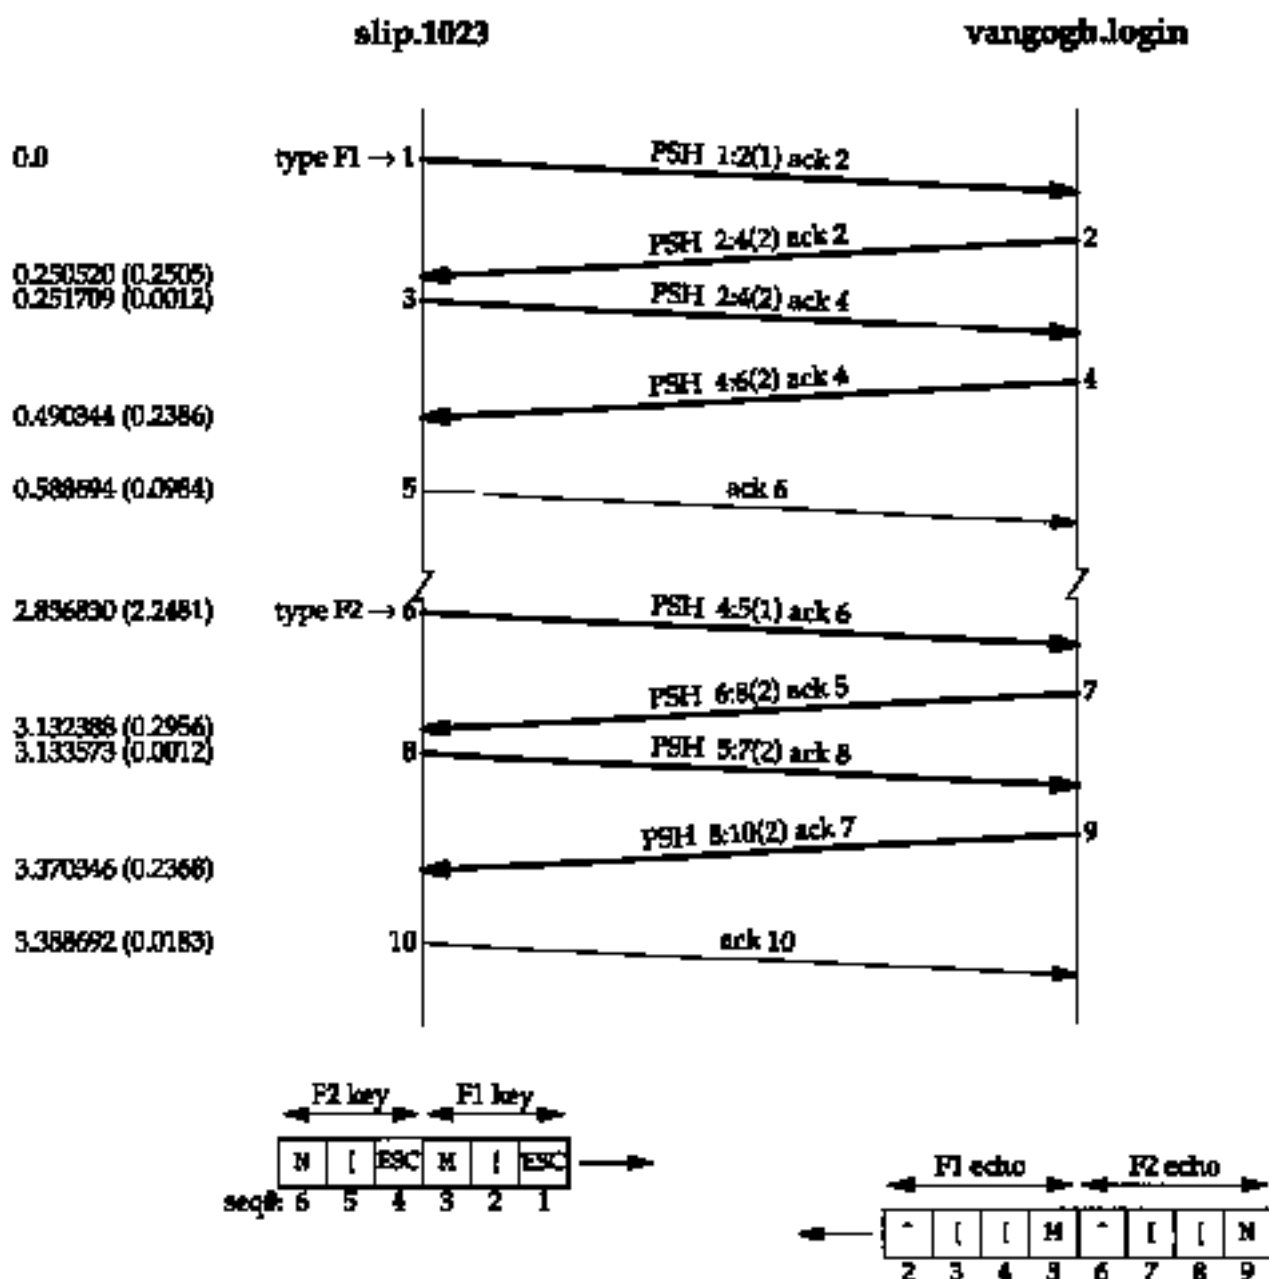 slip.1023 vangogh.login
0.0 type F1 → 1 PSH 1:2(1) ack 2
PSH 2:4(2) ack 2 2
0.250520 (0.2505)
0.251709 (0.0012) 3 PSH 2:4(2) ack 4
PSH 4:6(2) ack 4 4
0.490344 (0.2386)
0.588694 (0.0984) 5 ack 6
2.836830 (2.2481) type F2 → 6 PSH 4:5(1) ack 6
PSH 6:8(2) ack 5 7
3.132388 (0.2956)
3.133573 (0.0012) 8 PSH 5:7(2) ack 8
PSH 8:10(2) ack 7 9
3.370346 (0.2368)
3.388692 (0.0183) 10 ack 10
F2 key F1 key
N [ ESC M [ ESC
seq#: 6 5 4 3 2 1
F1 echo F2 echo
^ [ [ M ^ [ [ N
2 3 4 5 6 7 8 9